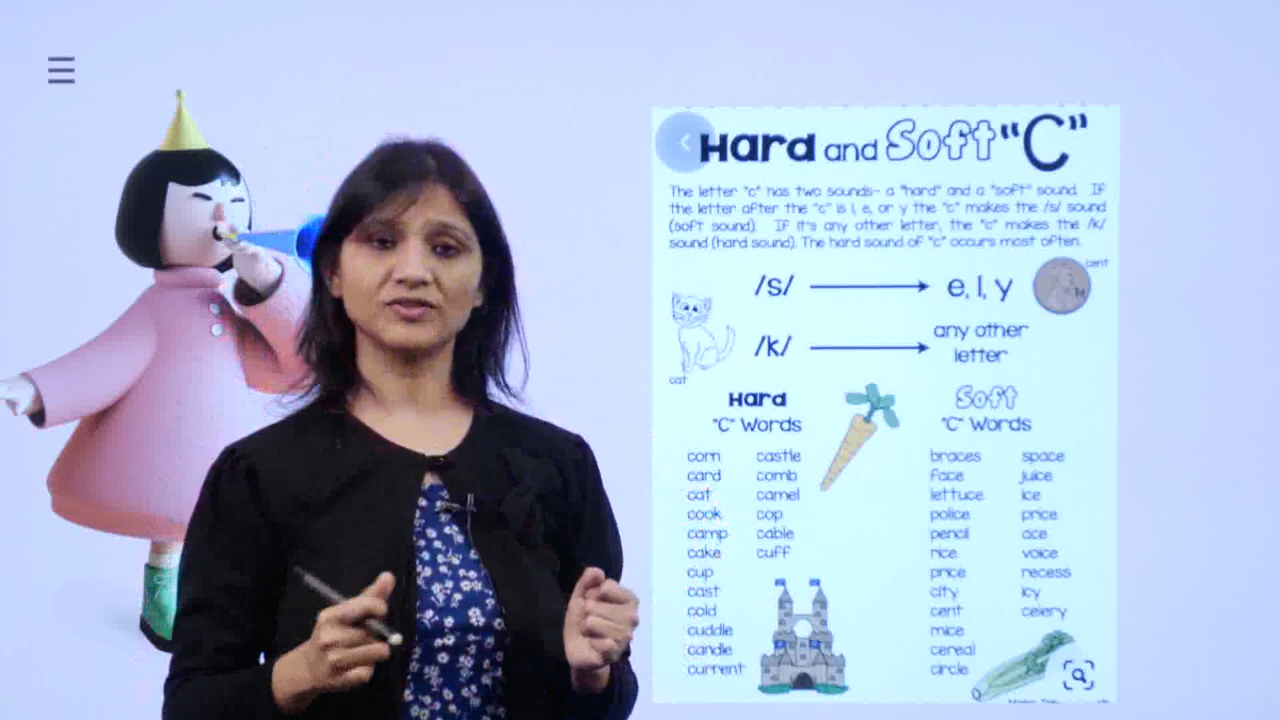 Hard and Soft "C"
The letter "c" has two sounds- a "hard" and a "soft" sound. If
the letter after the "c" is i, e, or y the "c" makes the /s/ sound
(soft sound). If it's any other letter, the "c" makes the /k/
sound (hard sound). The hard sound of "c" occurs most often.
cent
/s/ e, i, y
/k/ any other
letter
cat
Hard
"C" Words
corn castle
card comb
cat camel
cook cop
camp cable
cake cuff
cup
cast
cold
cuddle
candle
current
Soft
"C" Words
braces space
face juice
lettuce ice
police price
pencil ace
rice voice
price recess
city icy
cent celery
mice
cereal
circle